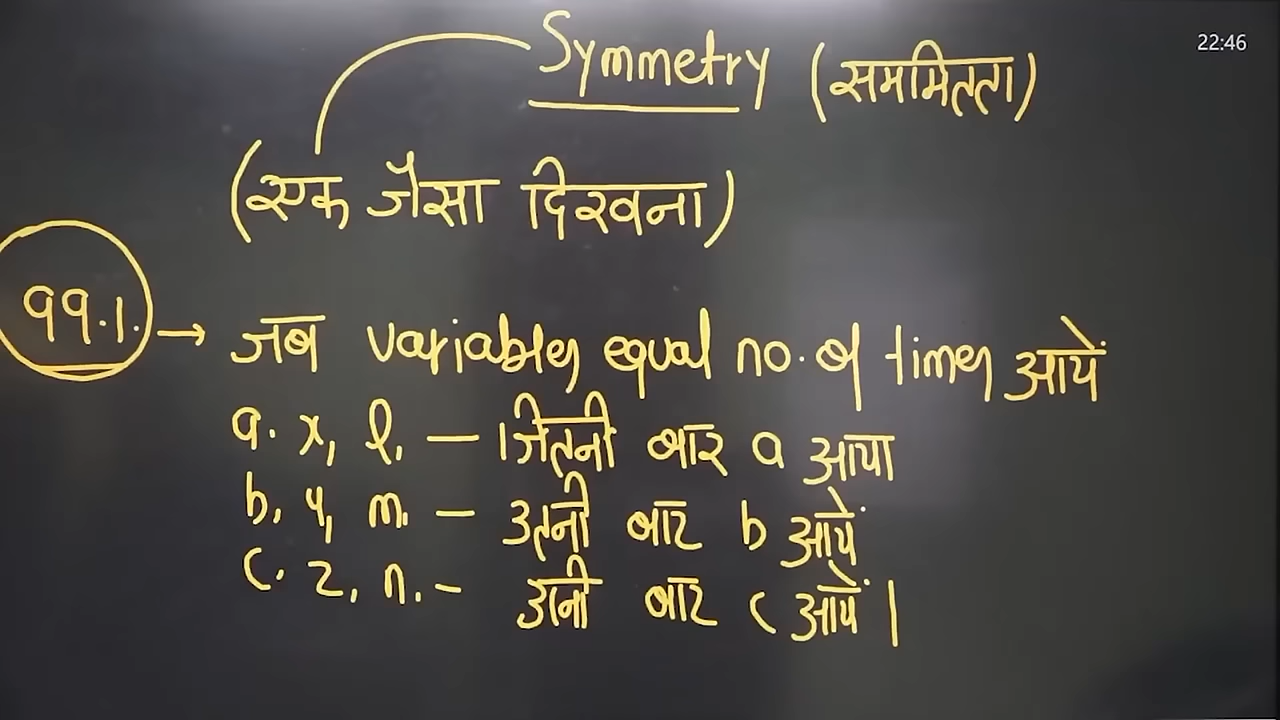 22:46
Symmetry (सममितता)
(एक जैसा दिखना)
99.1. → जब variables equal no. of times आयें
a. x, l. — जितनी बार a आया
b, y, m. — उतनी बार b आयें
c. z, n. - उतनी बार c आयें |